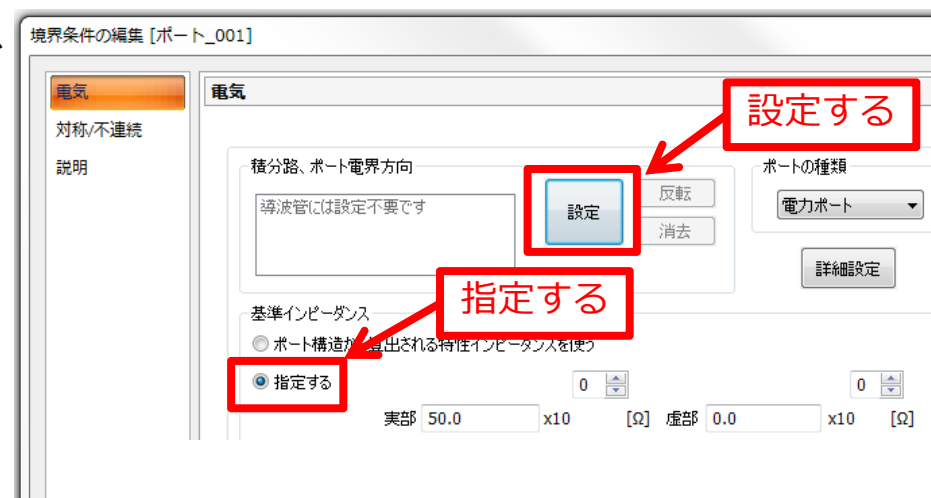 境界条件の編集 [ポート_001]
電気
対称/不連続
説明
電気
設定する
積分路、ポート電界方向
導波管には設定不要です
設定
反転
消去
ポートの種類
電力ポート
詳細設定
指定する
基準インピーダンス
ポート構造か 算出される特性インピーダンスを使う
指定する
0
0
実部 50.0 x10 [Ω] 虚部 0.0 x10 [Ω]